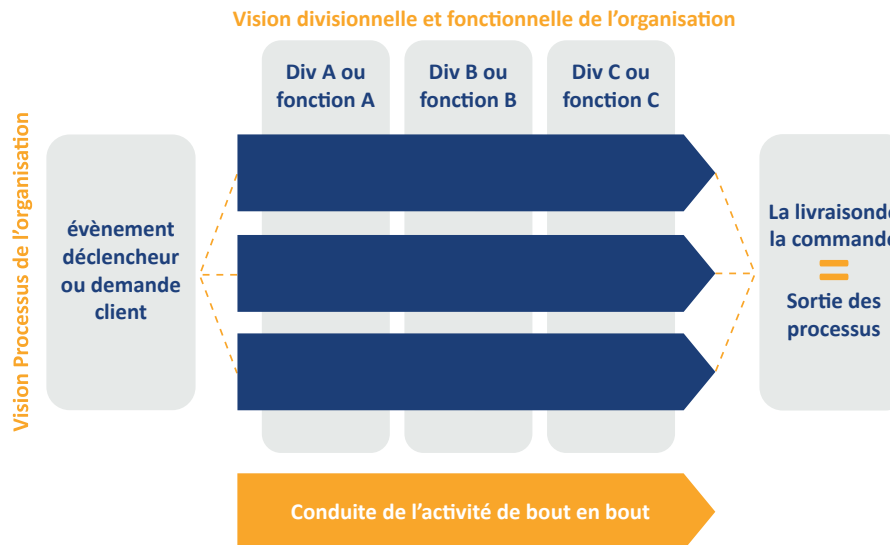 Vision divisionnelle et fonctionnelle de l'organisation
Div A ou
fonction A
Div B ou
fonction B
Div C ou
fonction C
Vision Processus de l'organisation
évènement
déclencheur
ou demande
client
La livraisonde
la commande
=
Sortie des
processus
Conduite de l'activité de bout en bout